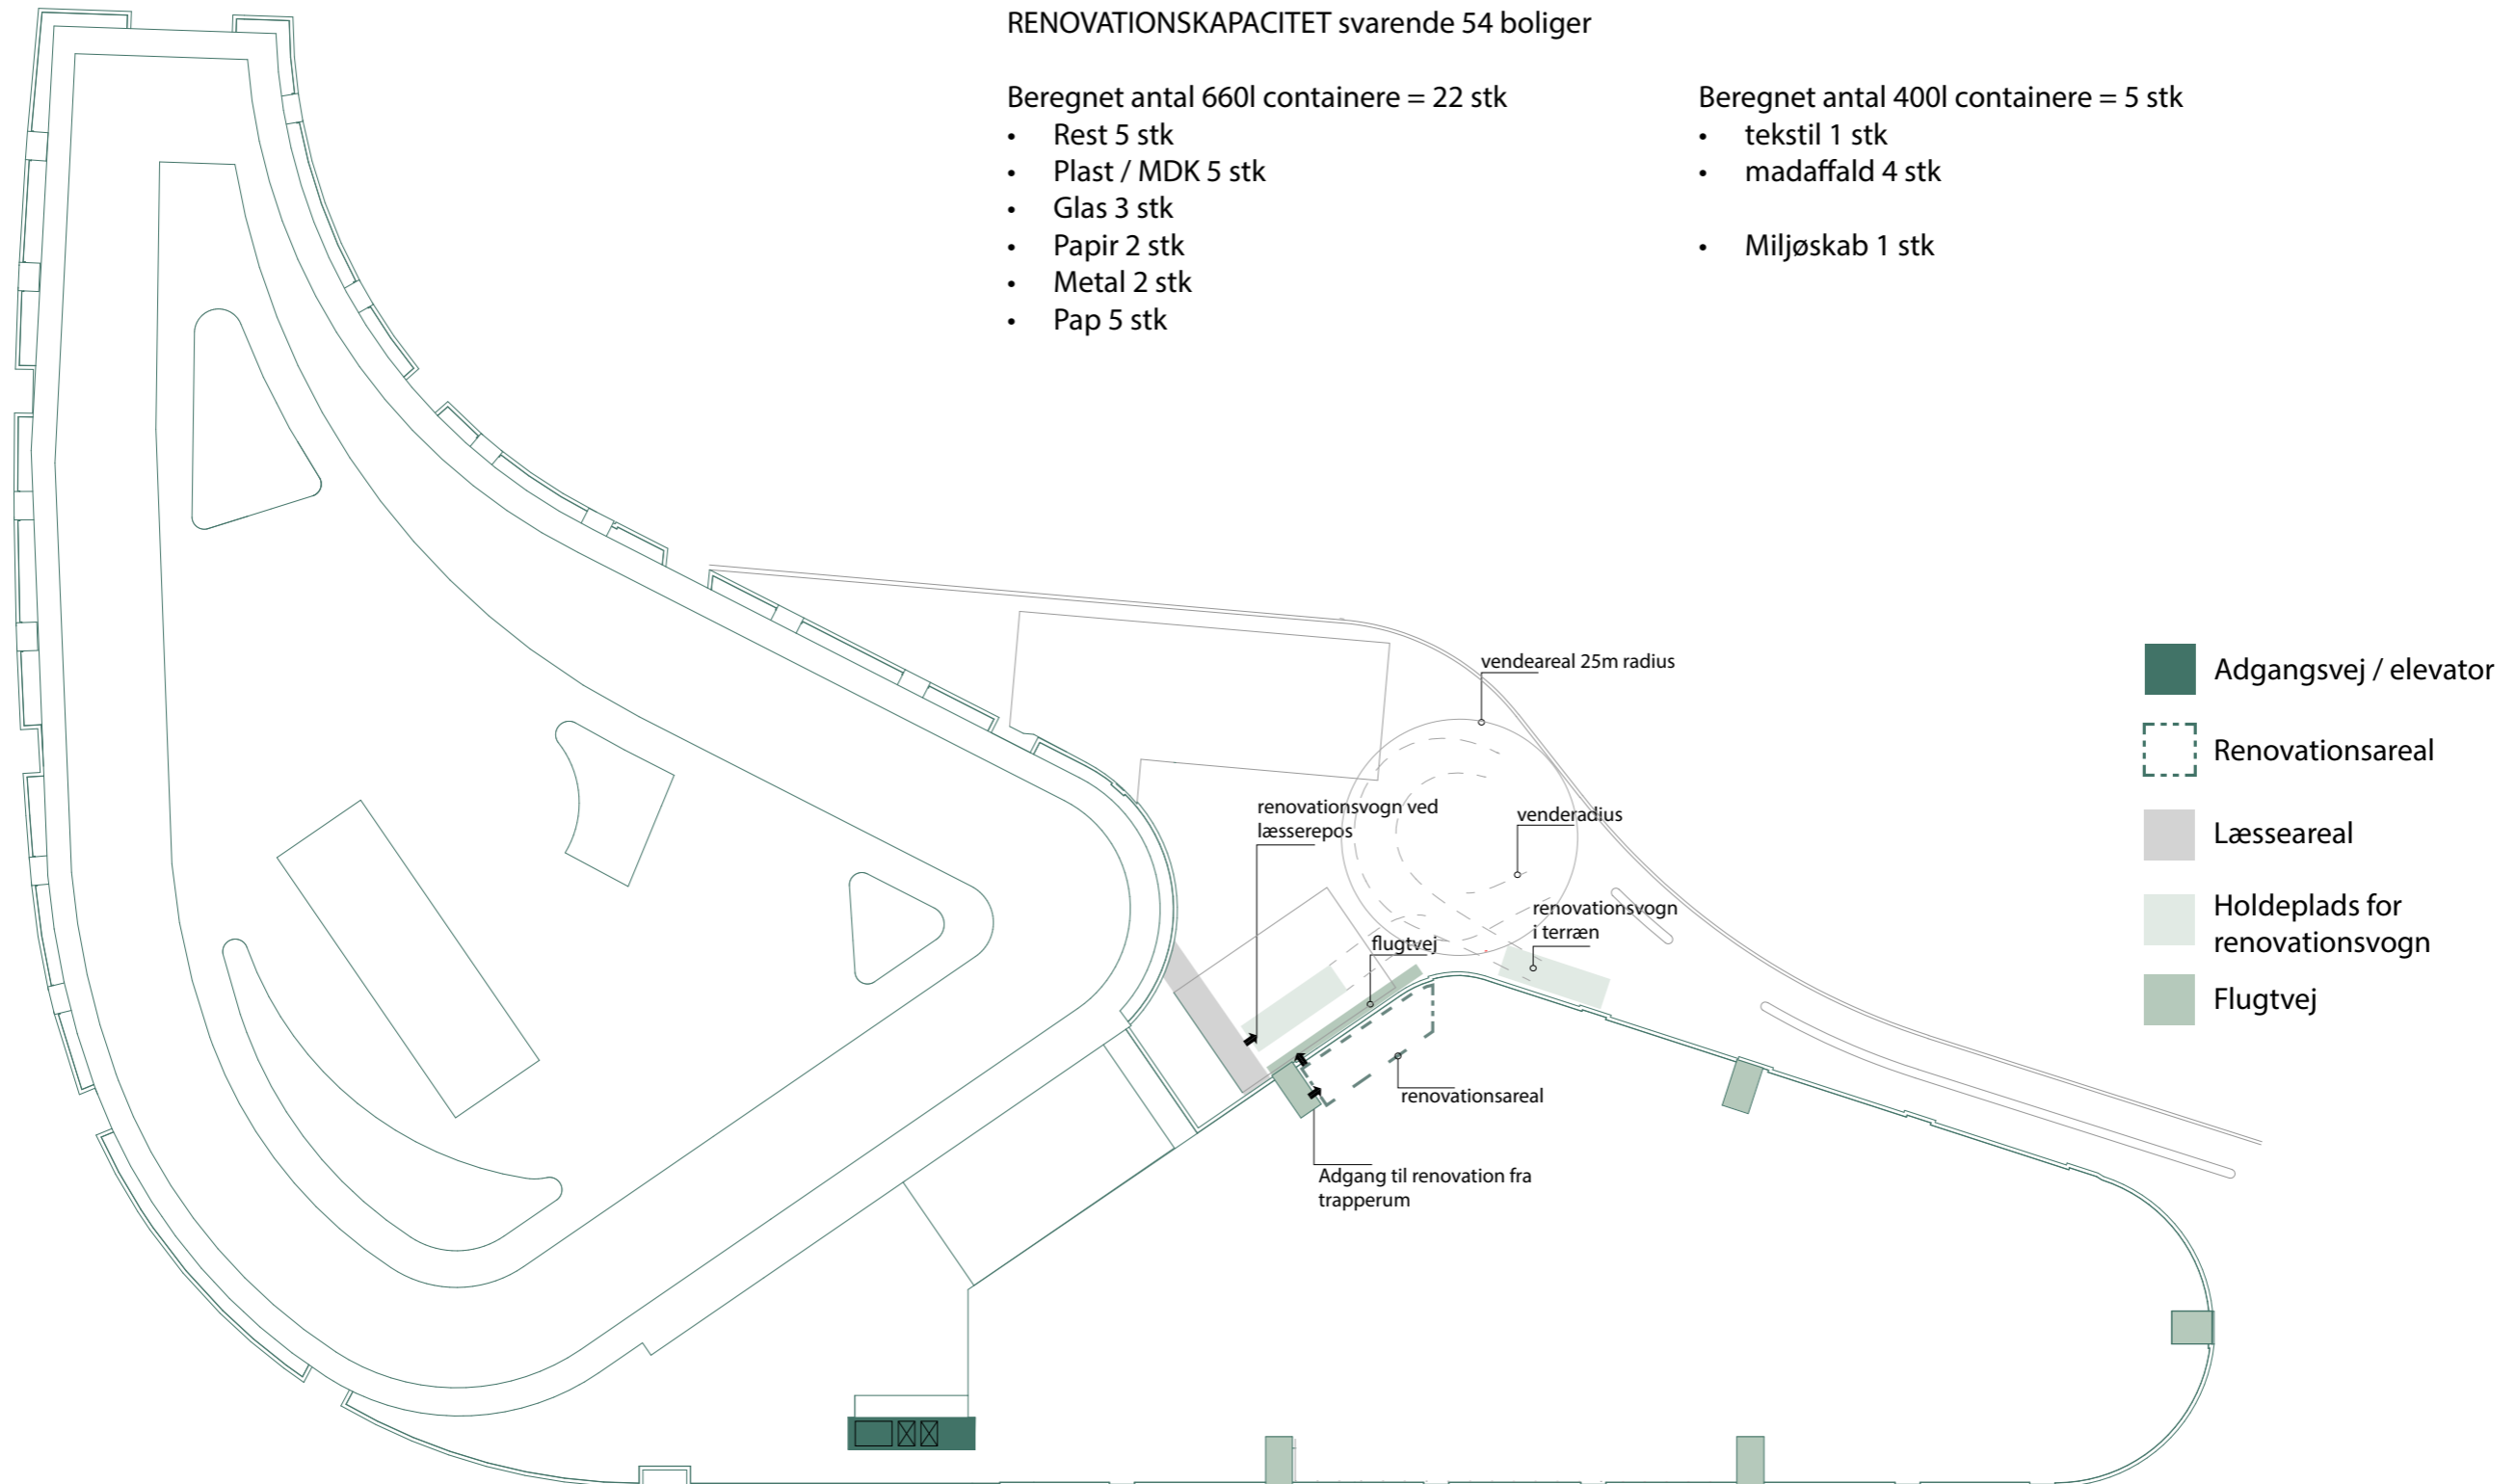 RENOVATIONSKAPACITET svarende 54 boliger
Beregnet antal 660l containere = 22 stk
• Rest 5 stk
• Plast / MDK 5 stk
• Glas 3 stk
• Papir 2 stk
• Metal 2 stk
• Pap 5 stk
Beregnet antal 400l containere = 5 stk
• tekstil 1 stk
• madaffald 4 stk
• Miljøskab 1 stk
vendeareal 25m radius
renovationsvogn ved
læsserepos
venderadius
renovationsvogn
i terræn
flugtvej
renovationsareal
Adgang til renovation fra
trapperum
Adgangsvej / elevator
Renovationsareal
Læsseareal
Holdeplads for
renovationsvogn
Flugtvej